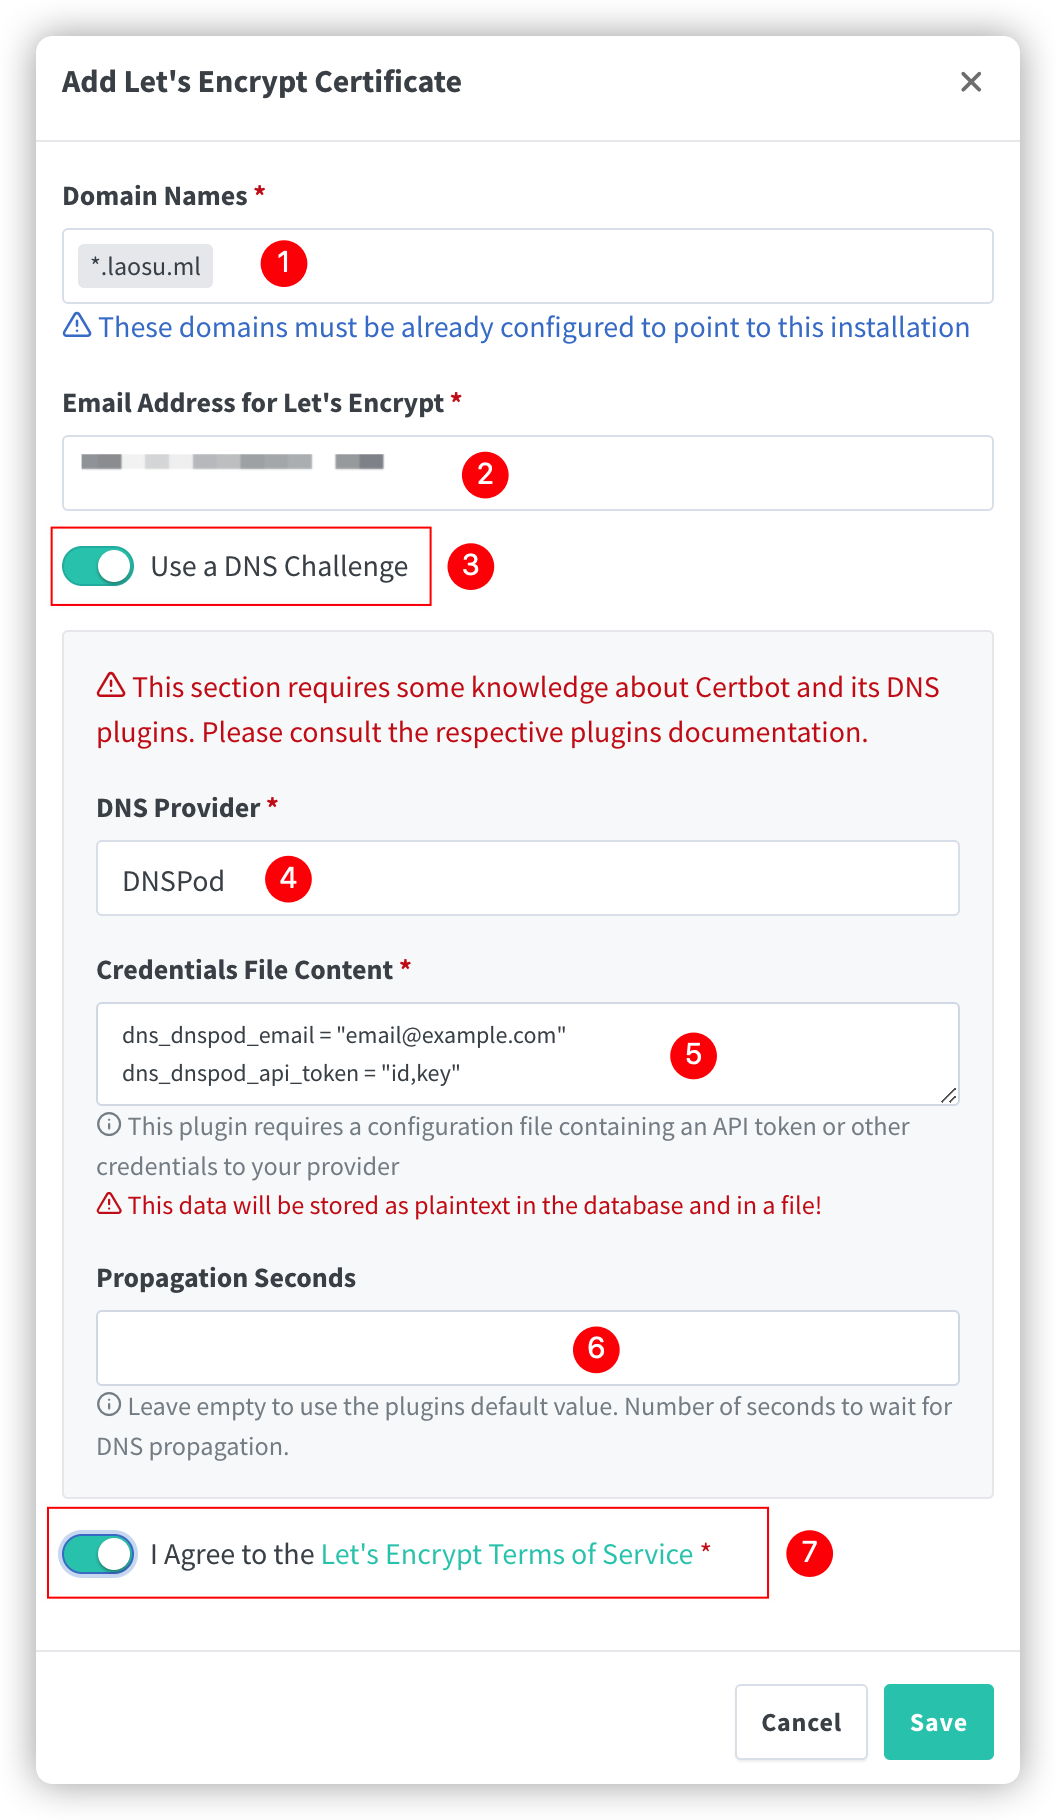 Add Let's Encrypt Certificate
Domain Names *
*.laosu.ml
1
These domains must be already configured to point to this installation
Email Address for Let's Encrypt *
2
Use a DNS Challenge
3
This section requires some knowledge about Certbot and its DNS
plugins. Please consult the respective plugins documentation.
DNS Provider *
DNSPod
4
Credentials File Content *
dns_dnspod_email = "email@example.com"
dns_dnspod_api_token = "id,key"
5
This plugin requires a configuration file containing an API token or other
credentials to your provider
This data will be stored as plaintext in the database and in a file!
Propagation Seconds
6
Leave empty to use the plugins default value. Number of seconds to wait for
DNS propagation.
I Agree to the Let's Encrypt Terms of Service *
7
Cancel
Save